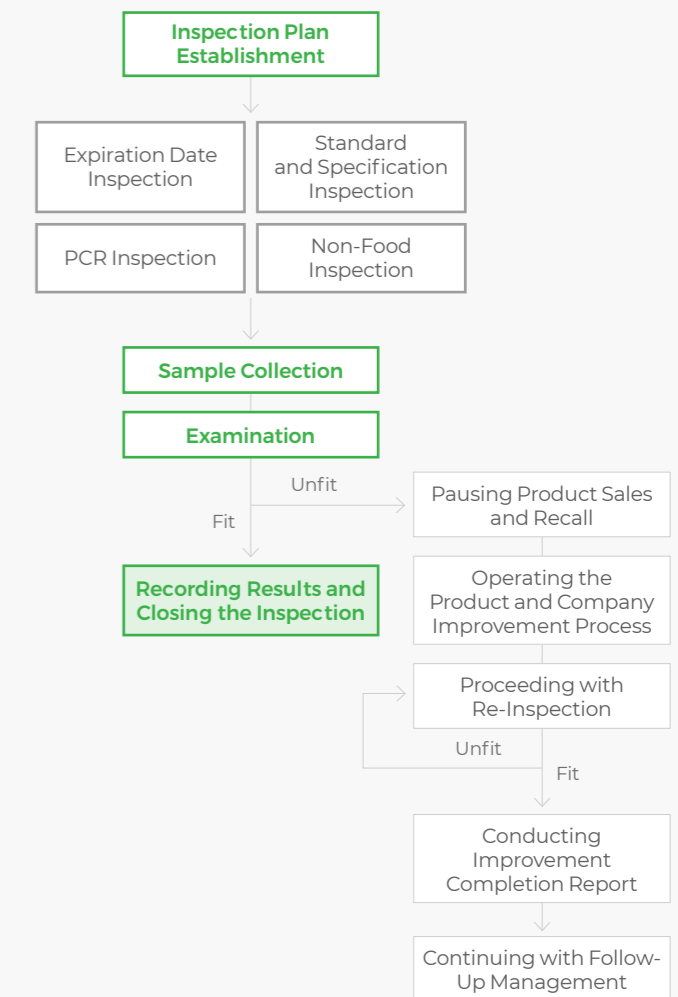 Inspection Plan
Establishment
Expiration Date
Inspection
Standard
and Specification
Inspection
PCR Inspection
Non-Food
Inspection
Sample Collection
Examination
Unfit
Fit
Recording Results and
Closing the Inspection
Pausing Product Sales
and Recall
Operating the
Product and Company
Improvement Process
Proceeding with
Re-Inspection
Unfit
Fit
Conducting
Improvement
Completion Report
Continuing with Follow-
Up Management